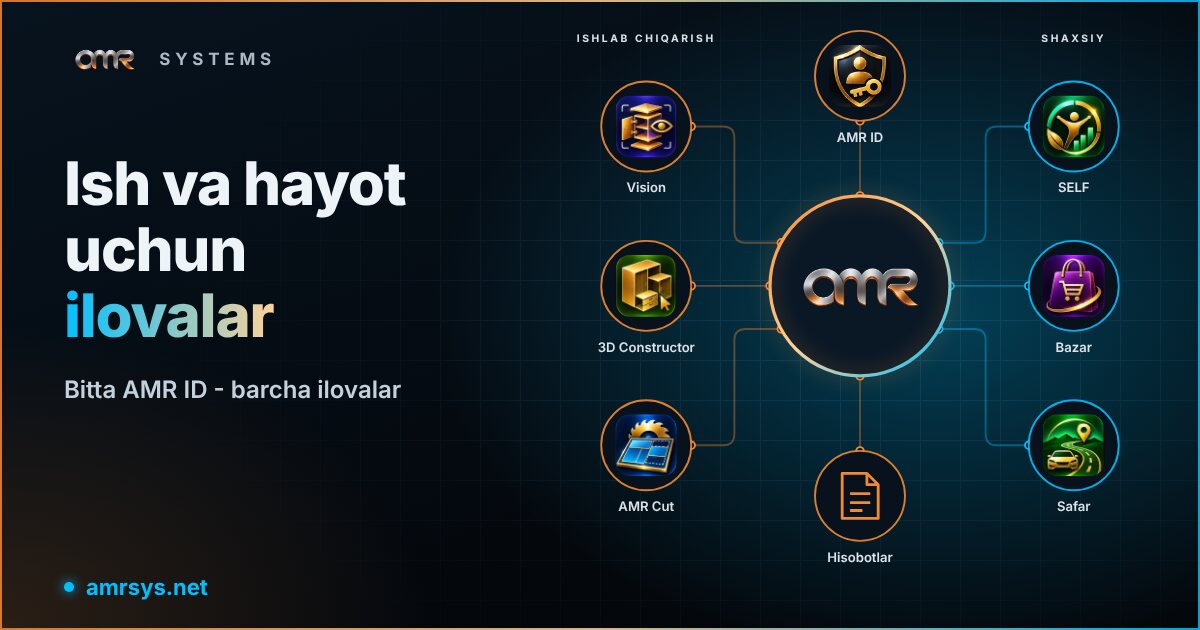 AMR SYSTEMS
Ish va hayot
uchun
ilovalar
Bitta AMR ID - barcha ilovalar
amrsys.net
ISHLAB CHIQARISH
SHAXSIY
AMR ID
Vision
SELF
AMR
3D Constructor
Bazar
AMR Cut
Safar
Hisobotlar